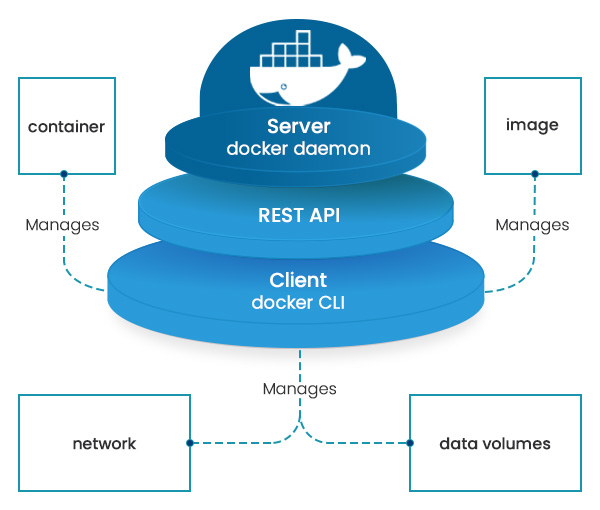 Server
docker daemon
container
image
REST API
Manages
Manages
Client
docker CLI
Manages
network
data volumes